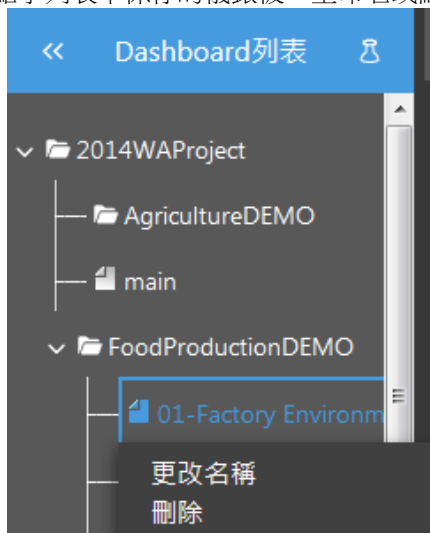 Dashboard列表
2014WAProject
AgricultureDEMO
main
FoodProductionDEMO
01-Factory Environm
更改名稱
刪除